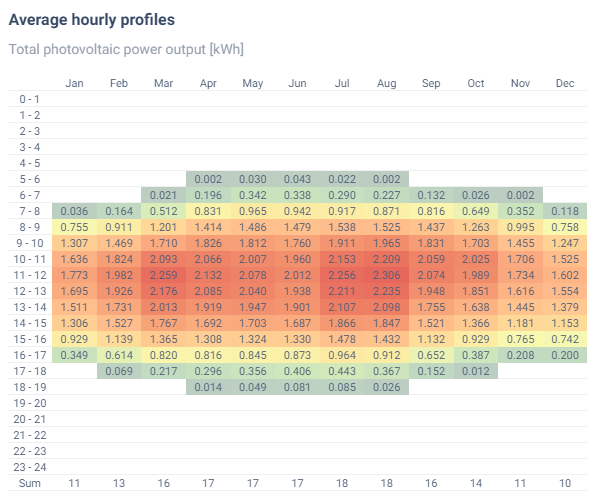 Average hourly profiles
Total photovoltaic power output [kWh]
Jan Feb Mar Apr May Jun Jul Aug Sep Oct Nov Dec
0 - 1
1 - 2
2 - 3
3 - 4
4 - 5
5 - 6 0.002 0.030 0.043 0.022 0.002
6 - 7 0.021 0.196 0.342 0.338 0.290 0.227 0.132 0.026 0.002
7 - 8 0.036 0.164 0.512 0.831 0.965 0.942 0.917 0.871 0.816 0.649 0.352 0.118
8 - 9 0.755 0.911 1.201 1.414 1.486 1.479 1.538 1.525 1.437 1.263 0.995 0.758
9 - 10 1.307 1.469 1.710 1.826 1.812 1.760 1.911 1.965 1.831 1.703 1.455 1.247
10 - 11 1.636 1.824 2.093 2.066 2.007 1.960 2.153 2.209 2.059 2.025 1.706 1.525
11 - 12 1.773 1.982 2.259 2.132 2.078 2.012 2.256 2.306 2.074 1.989 1.734 1.602
12 - 13 1.695 1.926 2.176 2.085 2.040 1.938 2.211 2.235 1.948 1.851 1.616 1.554
13 - 14 1.511 1.731 2.013 1.919 1.947 1.901 2.107 2.098 1.755 1.638 1.445 1.379
14 - 15 1.306 1.527 1.767 1.692 1.703 1.687 1.866 1.847 1.521 1.366 1.181 1.153
15 - 16 0.929 1.139 1.365 1.308 1.324 1.330 1.478 1.432 1.132 0.929 0.765 0.742
16 - 17 0.349 0.614 0.820 0.816 0.845 0.873 0.964 0.912 0.652 0.387 0.208 0.200
17 - 18 0.069 0.217 0.296 0.356 0.406 0.443 0.367 0.152 0.012
18 - 19 0.014 0.049 0.081 0.085 0.026
19 - 20
20 - 21
21 - 22
22 - 23
23 - 24
Sum 11 13 16 17 17 17 18 18 16 14 11 10